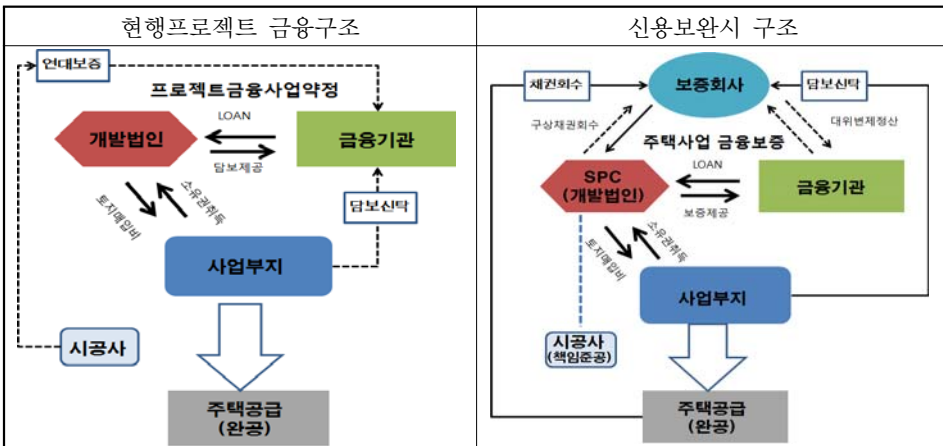 현행프로젝트 금융구조
연대보증
프로젝트금융사업약정
LOAN
개발법인
금융기관
담보제공
소유권취득
토지매입비
담보신탁
사업부지
시공사
주택공급
(완공)
신용보완시 구조
채컨회수
보증회사
담보신탁
구상채권회수
대위변제정산
주택사업 금융보증
LOAN
SPC
(개발법인)
금융기관
보증제공
소유권취득
토지매입비
사업부지
시공사
(책임준공)
주택공급
(완공)